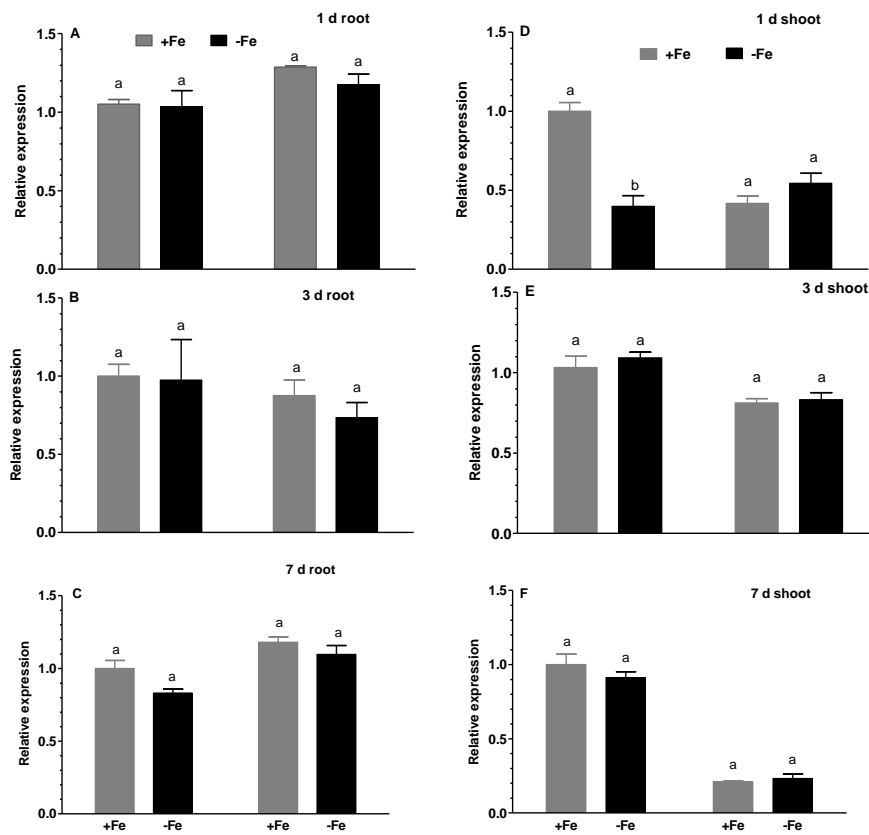 A
1 d root
+Fe
-Fe
Relative expression
1.5
1.0
0.5
0.0
a
a
a
a
D
1 d shoot
+Fe
-Fe
Relative expression
1.5
1.0
0.5
0.0
a
b
a
a
B
3 d root
Relative expression
1.5
1.0
0.5
0.0
a
a
a
a
E
3 d shoot
Relative expression
1.5
1.0
0.5
0.0
a
a
a
a
C
7 d root
Relative expression
1.5
1.0
0.5
0.0
a
a
a
a
+Fe -Fe +Fe -Fe
F
7 d shoot
Relative expression
1.5
1.0
0.5
0.0
a
a
a
a
+Fe -Fe +Fe -Fe